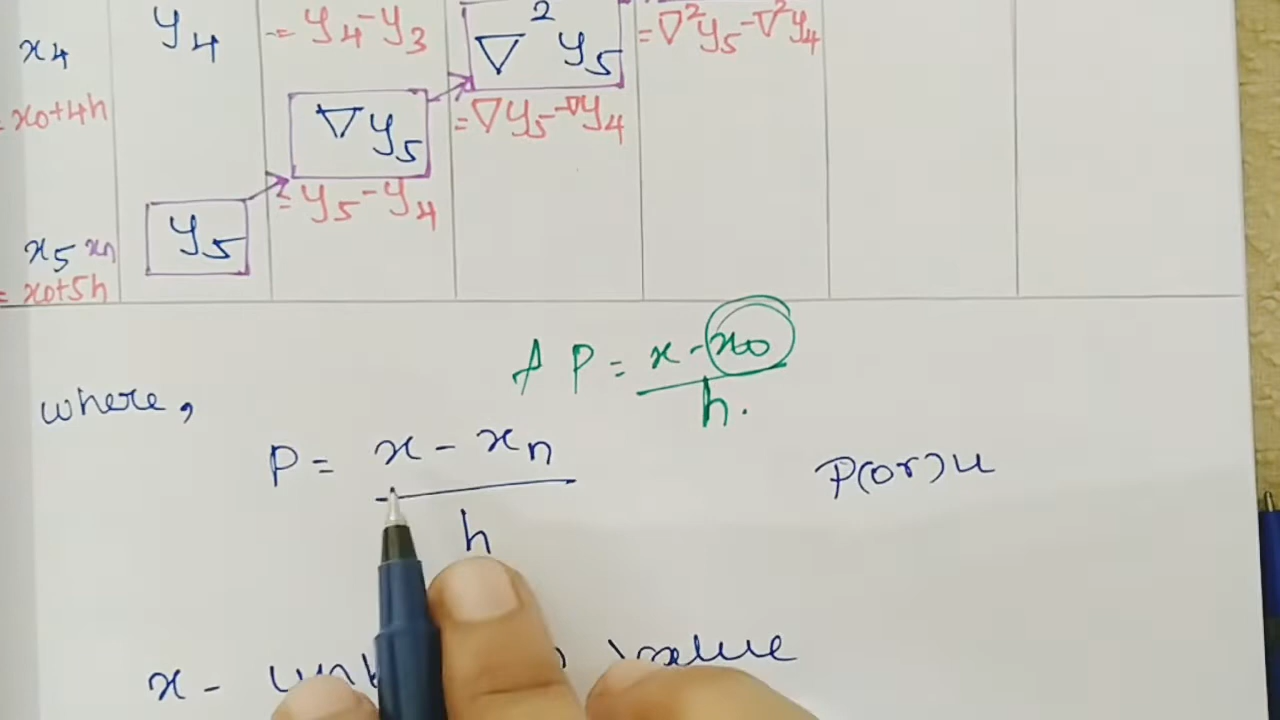 x4 y4 = y4-y3 ∇²y5 = ∇²y5-∇²y4
= x0+4h ∇y5 = ∇y5-∇y4
= y5-y4
x5 xn y5
= x0+5h
P = x-x0 / h.
where,
P = x - xn / h
P(or)u
x - value